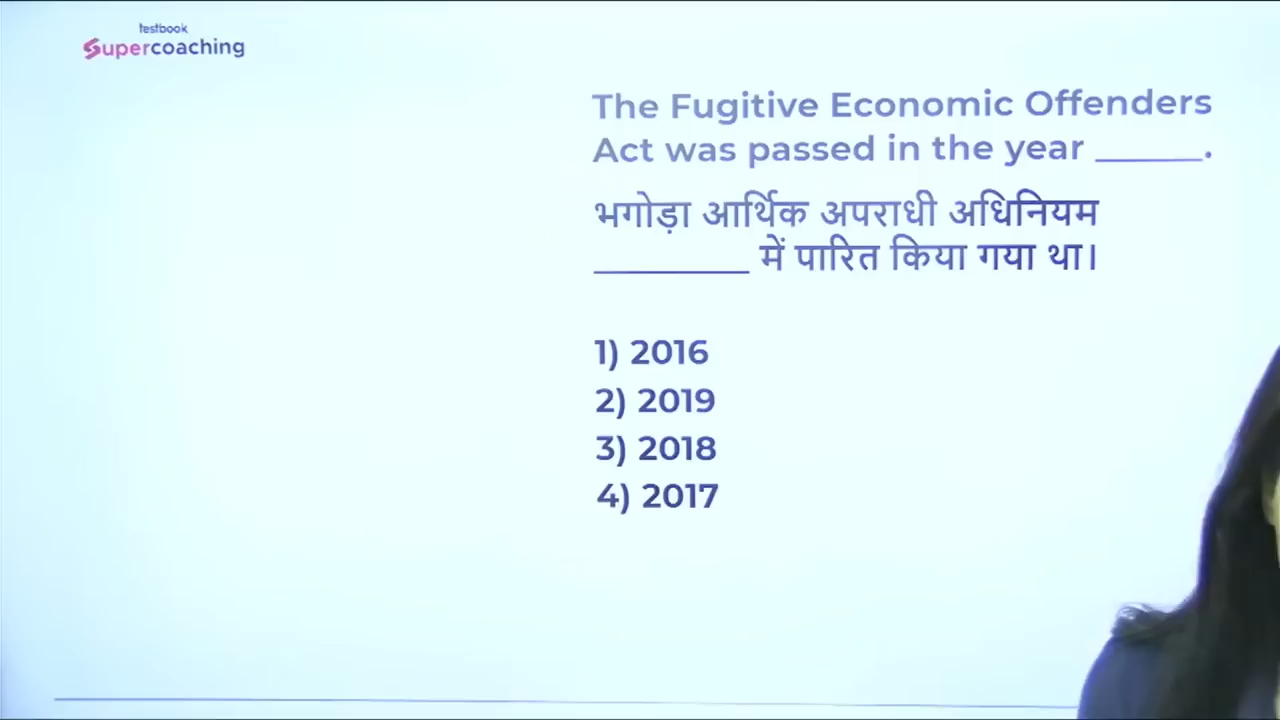 testbook
Supercoaching
The Fugitive Economic Offenders
Act was passed in the year ______.
भगोड़ा आर्थिक अपराधी अधिनियम
_________ में पारित किया गया था।
1) 2016
2) 2019
3) 2018
4) 2017